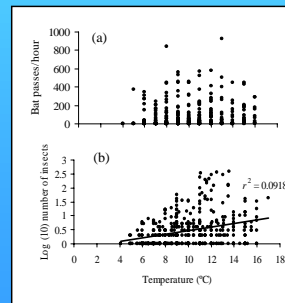 (a)
Bat passes/hour
1000
800
600
400
200
0
(b)
Log (10) number of insects
3
2.5
2
1.5
1
0.5
0
r² = 0.0918
0 2 4 6 8 10 12 14 16 18
Temperature (ºC)